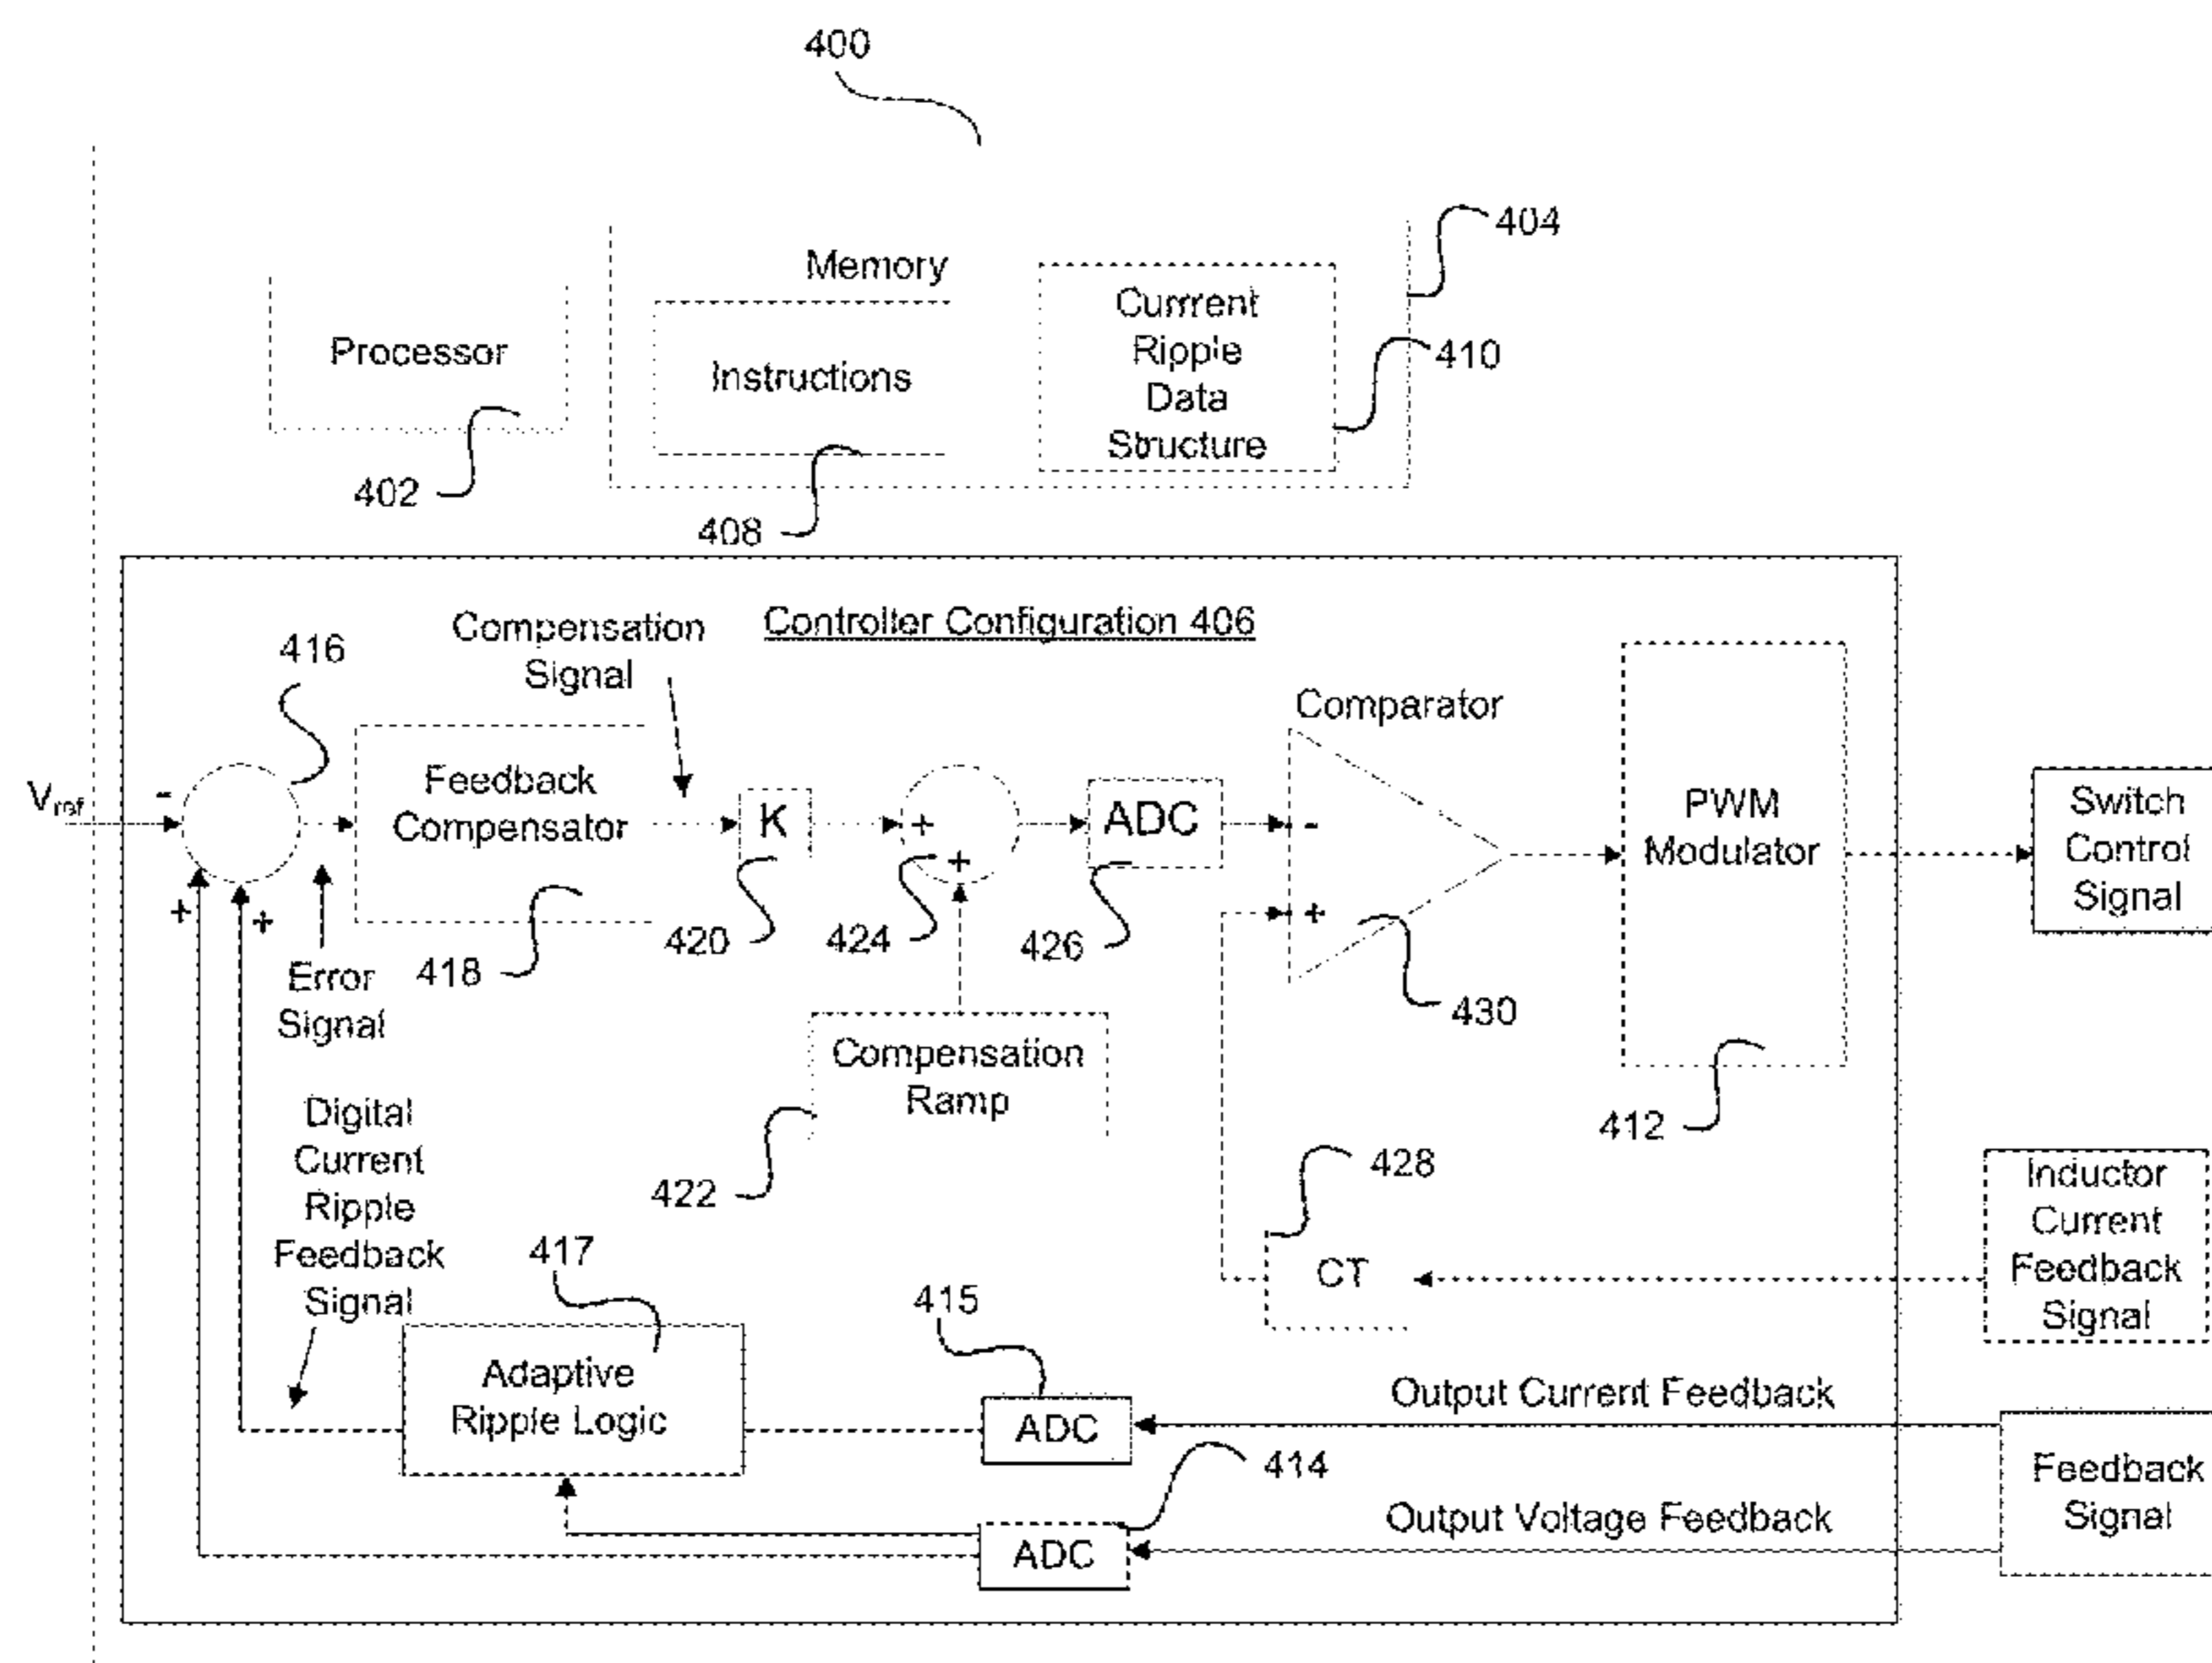 400
404
Memory
Currrent
Ripple
Data
Structure
410
Processor
Instructions
402
408
Controller Configuration 406
Compensation
Signal
416
Comparator
Vref
-
Feedback
Compensator
K
+
+
ADC
-
+
PWM
Modulator
Switch
Control
Signal
+
+
Error
Signal
418
420
424
426
430
Compensation
Ramp
422
412
428
Digital
Current
Ripple
Feedback
Signal
CT
Inductor
Current
Feedback
Signal
417
415
Adaptive
Ripple Logic
ADC
Output Current Feedback
414
ADC
Output Voltage Feedback
Feedback
Signal